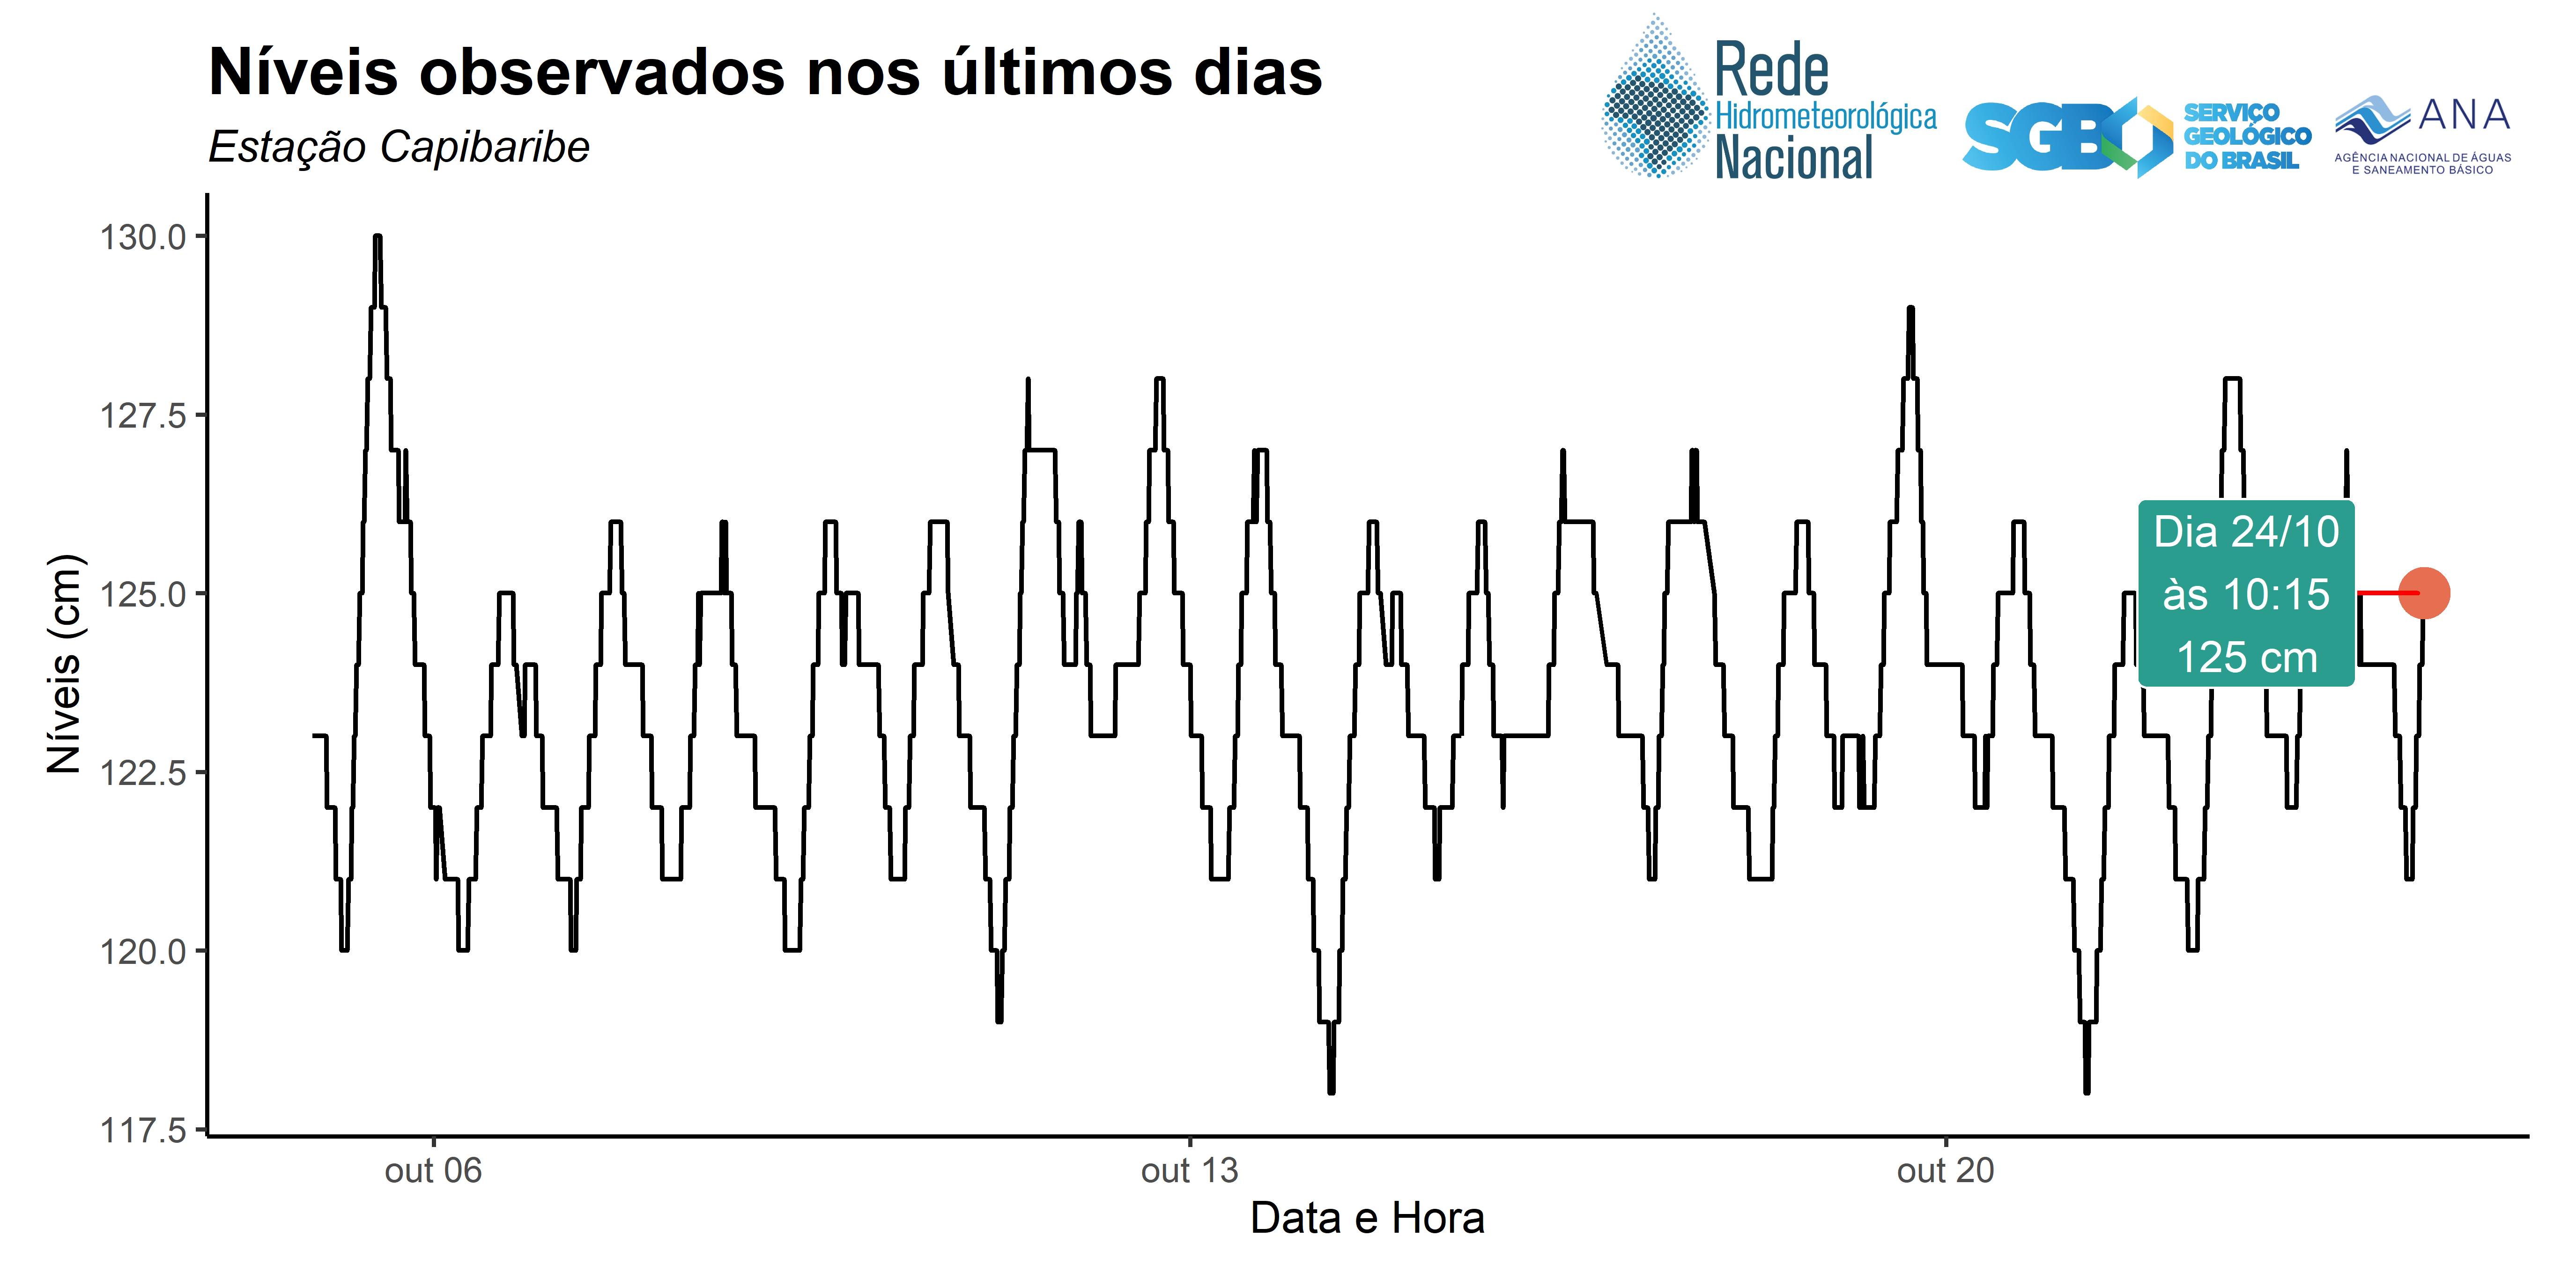 Níveis observados nos últimos dias
Estação Capibaribe
Rede
Hidrometeorológica
Nacional
SGB
SERVIÇO
GEOLÓGICO
DO BRASIL
ANA
AGÊNCIA NACIONAL DE ÁGUAS
E SANEAMENTO BÁSICO
Níveis (cm)
130.0
127.5
125.0
122.5
120.0
117.5
Dia 24/10
às 10:15
125 cm
out 06
out 13
out 20
Data e Hora